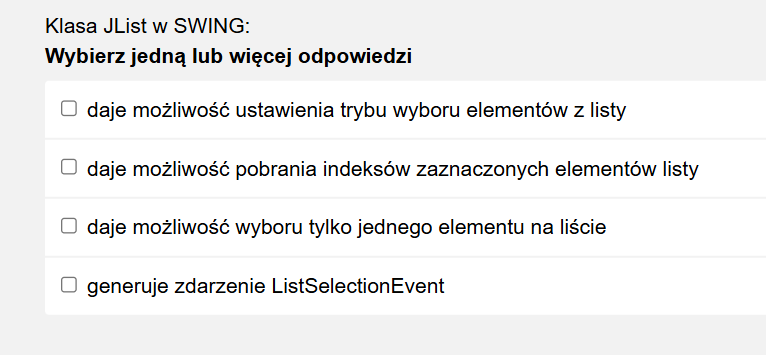 Klasa JList w SWING:
Wybierz jedną lub więcej odpowiedzi
daje możliwość ustawienia trybu wyboru elementów z listy
daje możliwość pobrania indeksów zaznaczonych elementów listy
daje możliwość wyboru tylko jednego elementu na liście
generuje zdarzenie ListSelectionEvent